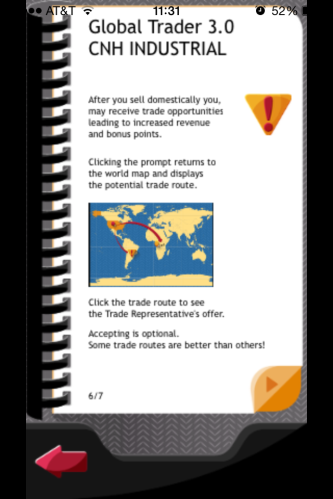 AT&T 11:31 52%
Global Trader 3.0
CNH INDUSTRIAL
After you sell domestically you,
may receive trade opportunities
leading to increased revenue
and bonus points.
Clicking the prompt returns to
the world map and displays
the potential trade route.
Click the trade route to see
the Trade Representative's offer.
Accepting is optional.
Some trade routes are better than others!
6/7